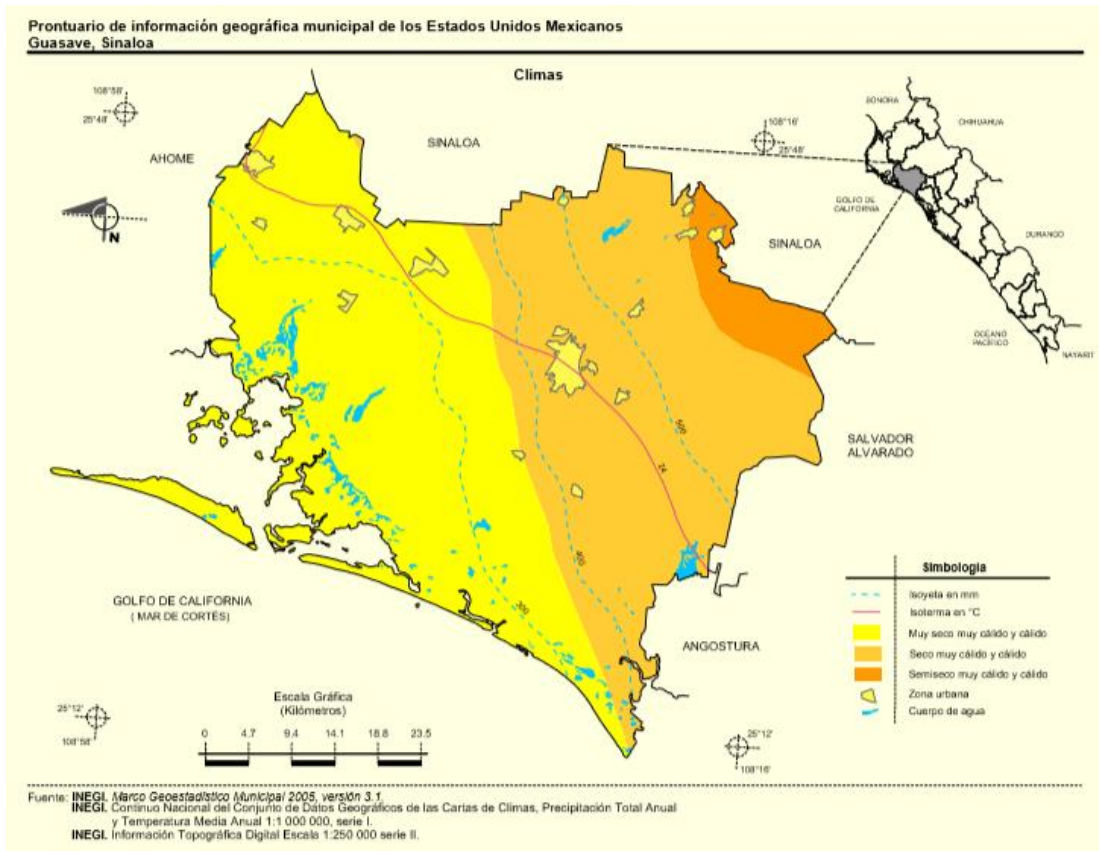 Prontuario de información geográfica municipal de los Estados Unidos Mexicanos
Guasave, Sinaloa
Climas
108°58'
25°48'
AHOME
SINALOA
108°16'
25°48'
SONORA
CHIHUAHUA
GOLFO DE
CALIFORNIA
DURANGO
OCÉANO
PACÍFICO
NAYARIT
N
SINALOA
500
24
400
300
SALVADOR
ALVARADO
GOLFO DE CALIFORNIA
( MAR DE CORTÉS)
ANGOSTURA
Simbología
Isoyeta en mm
Isoterma en °C
Muy seco muy cálido y cálido
Seco muy cálido y cálido
Semiseco muy cálido y cálido
Zona urbana
Cuerpo de agua
25°12'
108°58'
Escala Gráfica
(Kilómetros)
0 4.7 9.4 14.1 18.8 23.5
25°12'
108°16'
Fuente: INEGI. Marco Geoestadístico Municipal 2005, versión 3.1.
INEGI. Continuo Nacional del Conjunto de Datos Geográficos de las Cartas de Climas, Precipitación Total Anual
y Temperatura Media Anual 1:1 000 000, serie I.
INEGI. Información Topográfica Digital Escala 1:250 000 serie II.